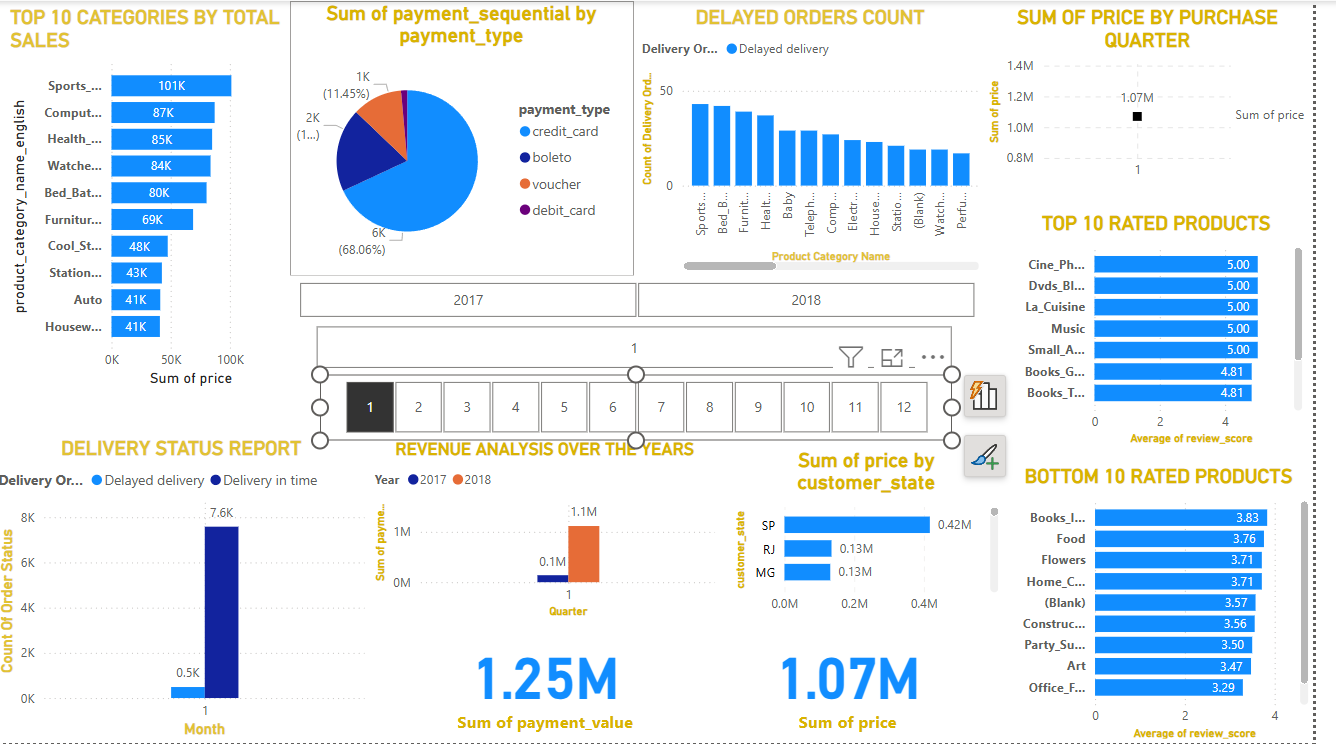 TOP 10 CATEGORIES BY TOTAL
SALES
product_category_name_english
Sports_...
101K
Comput...
87K
Health_...
85K
Watche...
84K
Bed_Bat...
80K
Furnitur...
69K
Cool_St...
48K
Station...
43K
Auto
41K
Housew...
41K
0K 50K 100K
Sum of price
Sum of payment_sequential by
payment_type
1K
(11.45%)
2K
(1...)
6K
(68.06%)
payment_type
credit_card
boleto
voucher
debit_card
DELAYED ORDERS COUNT
Delivery Or... Delayed delivery
Count of Delivery Ord...
50
0
Sports...
Bed_B...
Furnit...
Healt...
Baby
Teleph...
Comp...
Electr...
House...
Statio...
(Blank)
Watch...
Perfu...
Product Category Name
SUM OF PRICE BY PURCHASE
QUARTER
Sum of price
1.4M
1.2M
1.0M
0.8M
1.07M
1
Sum of price
2017 2018
1
1 2 3 4 5 6 7 8 9 10 11 12
TOP 10 RATED PRODUCTS
Cine_Ph...
5.00
Dvds_Bl...
5.00
La_Cuisine
5.00
Music
5.00
Small_A...
5.00
Books_G...
4.81
Books_T...
4.81
0 2 4
Average of review_score
DELIVERY STATUS REPORT
Delivery Or... Delayed delivery Delivery in time
Count Of Order Status
8K
6K
4K
2K
0K
7.6K
0.5K
1
Month
REVENUE ANALYSIS OVER THE YEARS
Year 2017 2018
Sum of payme...
1M
0M
1.1M
0.1M
1
Quarter
Sum of price by
customer_state
customer_state
SP
0.42M
RJ
0.13M
MG
0.13M
0.0M 0.2M 0.4M
BOTTOM 10 RATED PRODUCTS
Books_I...
3.83
Food
3.76
Flowers
3.71
Home_C...
3.71
(Blank)
3.57
Construc...
3.56
Party_Su...
3.50
Art
3.47
Office_F...
3.29
0 2 4
Average of review_score
1.25M
Sum of payment_value
1.07M
Sum of price